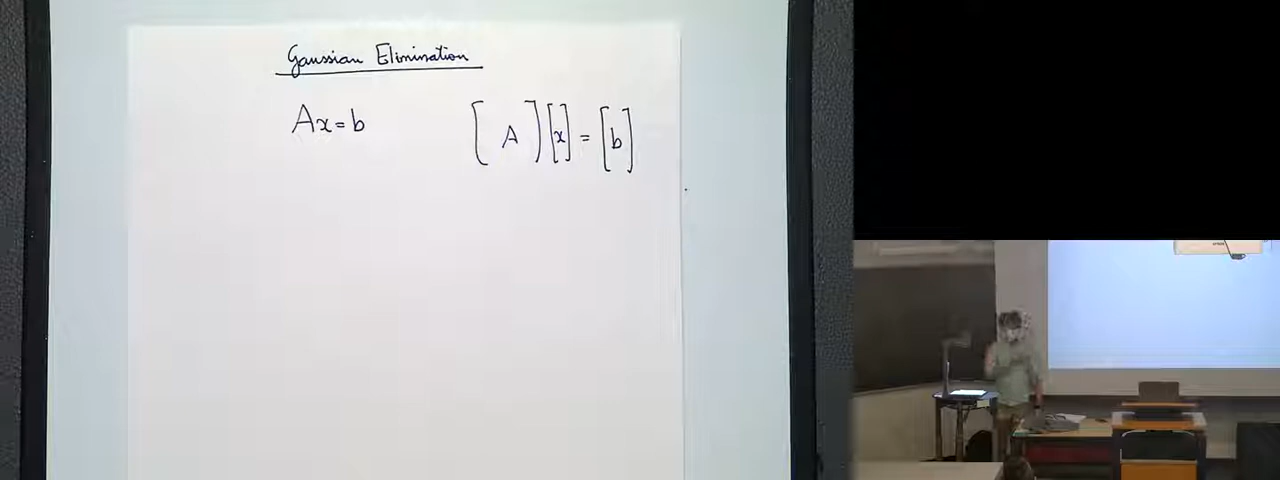 Gaussian Elimination
Ax = b [ A ] [ x ] = [ b ]